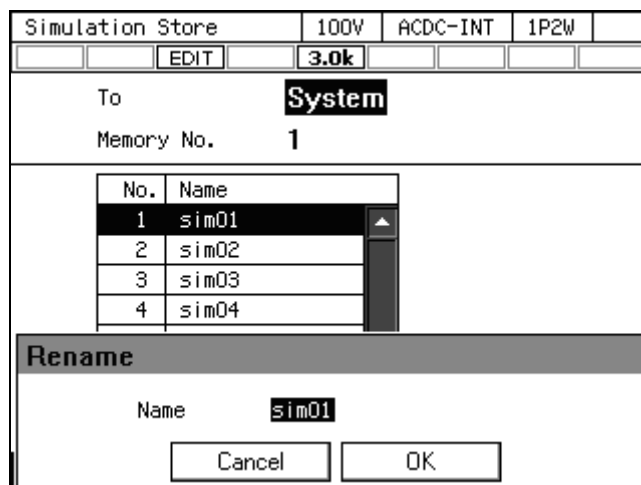 Simulation Store 100V ACDC-INT 1P2W
EDIT 3.0k
To System
Memory No. 1
No. Name
1 sim01
2 sim02
3 sim03
4 sim04
Rename
Name sim01
Cancel OK